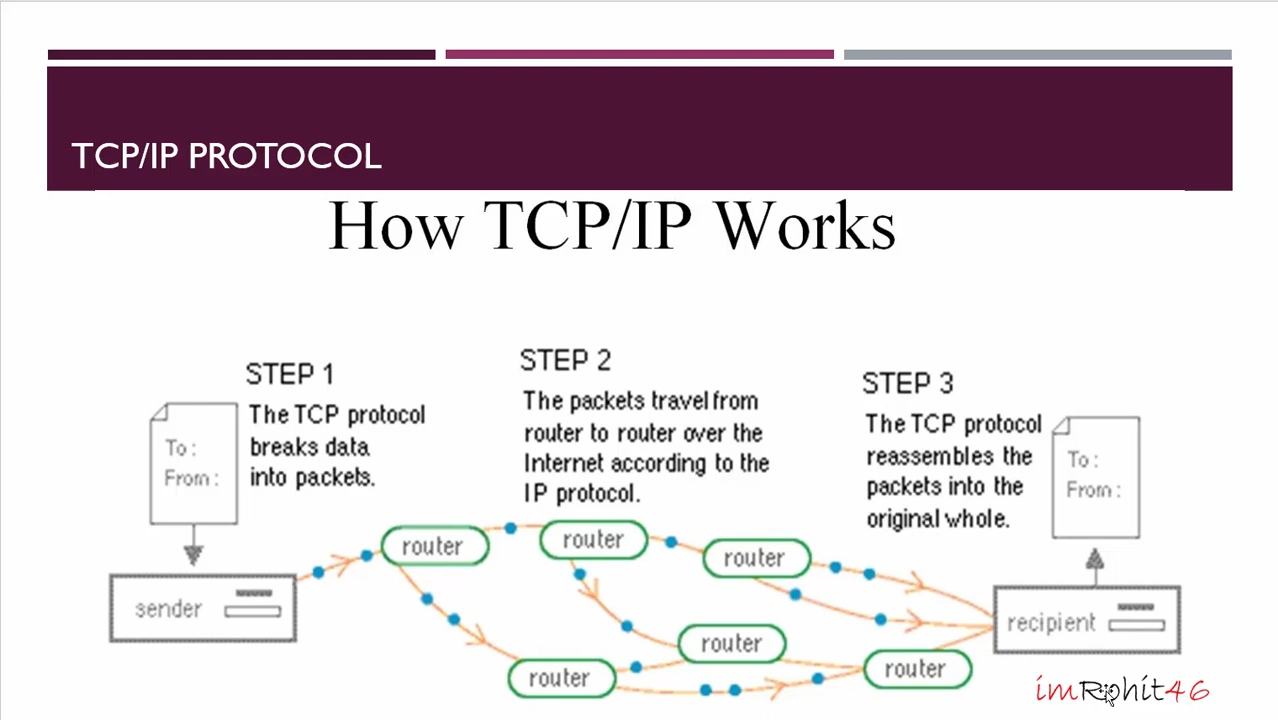 TCP/IP PROTOCOL
How TCP/IP Works
STEP 1
The TCP protocol
breaks data
into packets.
STEP 2
The packets travel from
router to router over the
Internet according to the
IP protocol.
STEP 3
The TCP protocol
reassembles the
packets into the
original whole.
To :
From :
To :
From :
router
router
router
sender
recipient
router
router
router
imRohit46